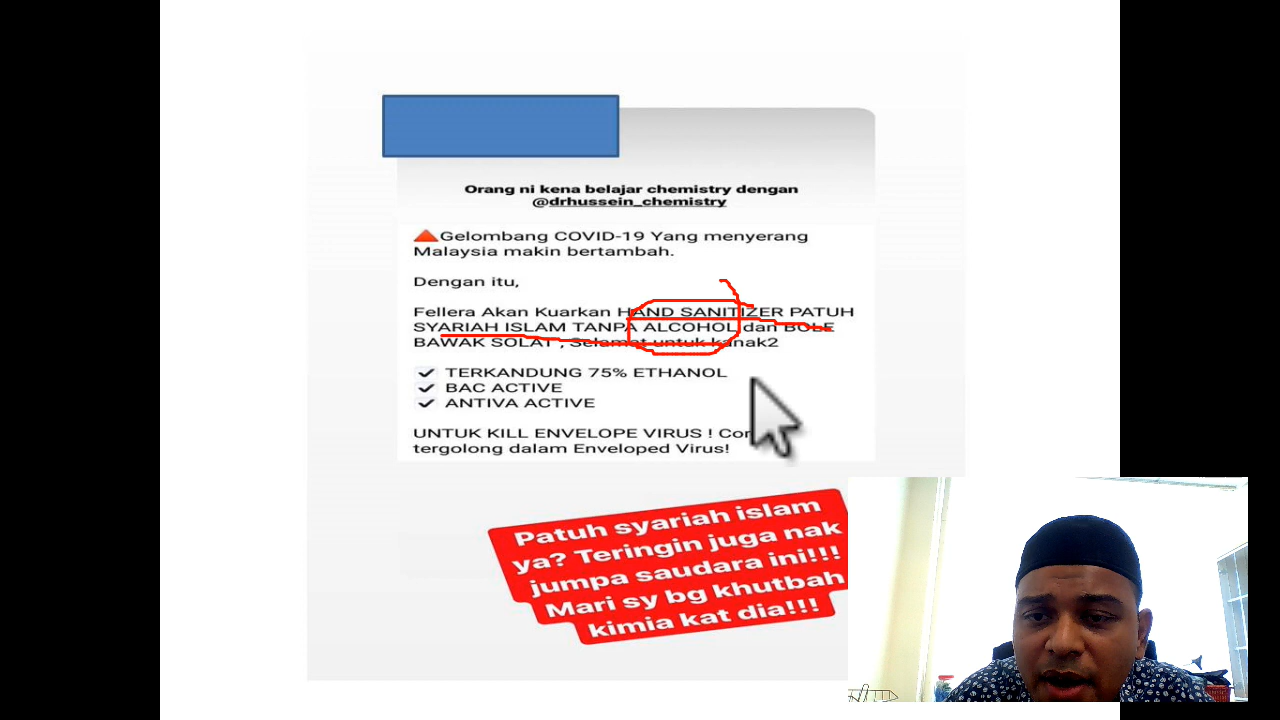 Orang ni kena belajar chemistry dengan
@drhussein_chemistry
🔺Gelombang COVID-19 Yang menyerang
Malaysia makin bertambah.
Dengan itu,
Fellera Akan Kuarkan HAND SANITIZER PATUH
SYARIAH ISLAM TANPA ALCOHOL dan BOLE
BAWAK SOLAT , Selamat untuk kanak2
✔ TERKANDUNG 75% ETHANOL
✔ BAC ACTIVE
✔ ANTIVA ACTIVE
UNTUK KILL ENVELOPE VIRUS !
tergolong dalam Enveloped Virus!
Patuh syariah islam
ya? Teringin juga nak
jumpa saudara ini!!!
Mari sy bg khutbah
kimia kat dia!!!